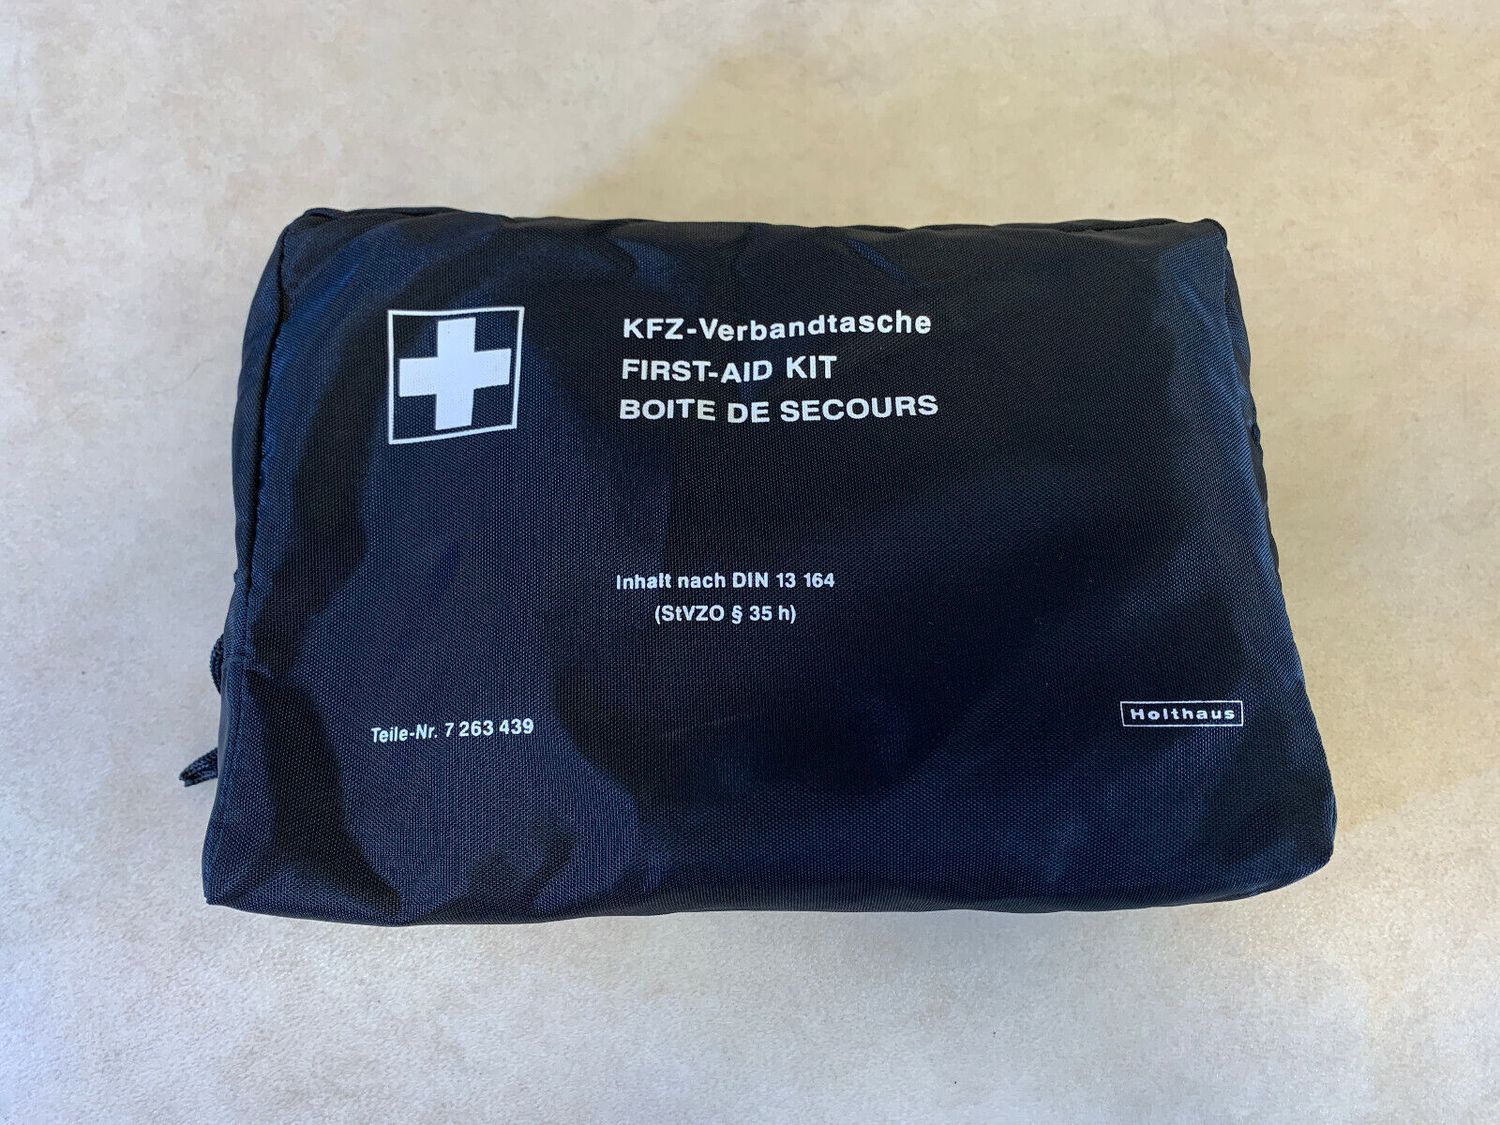 KFZ-Verbandtasche
FIRST-AID KIT
BOITE DE SECOURS
Inhalt nach DIN 13 164
(StVZO § 35 h)
Teile-Nr. 7 263 439
Holthaus